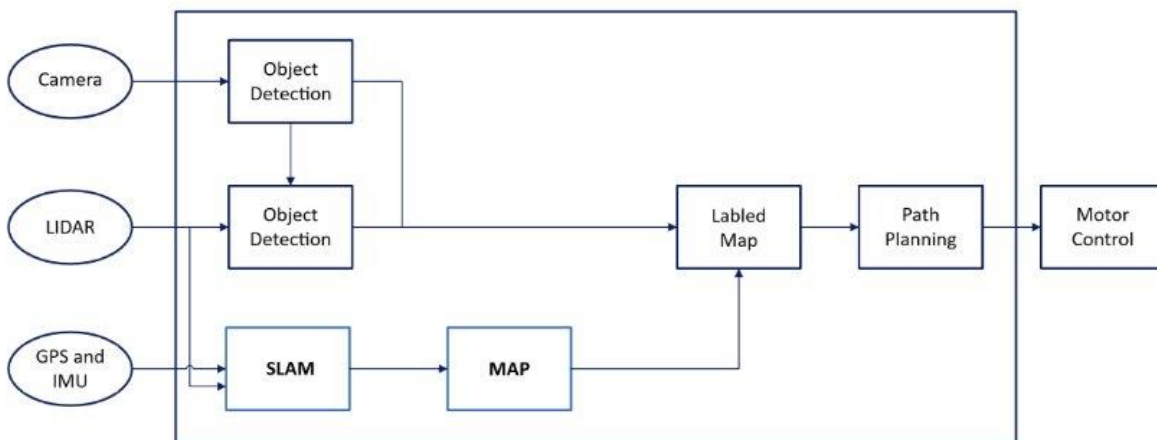 Camera
Object
Detection
LIDAR
Object
Detection
Labled
Map
Path
Planning
Motor
Control
GPS and
IMU
SLAM
MAP